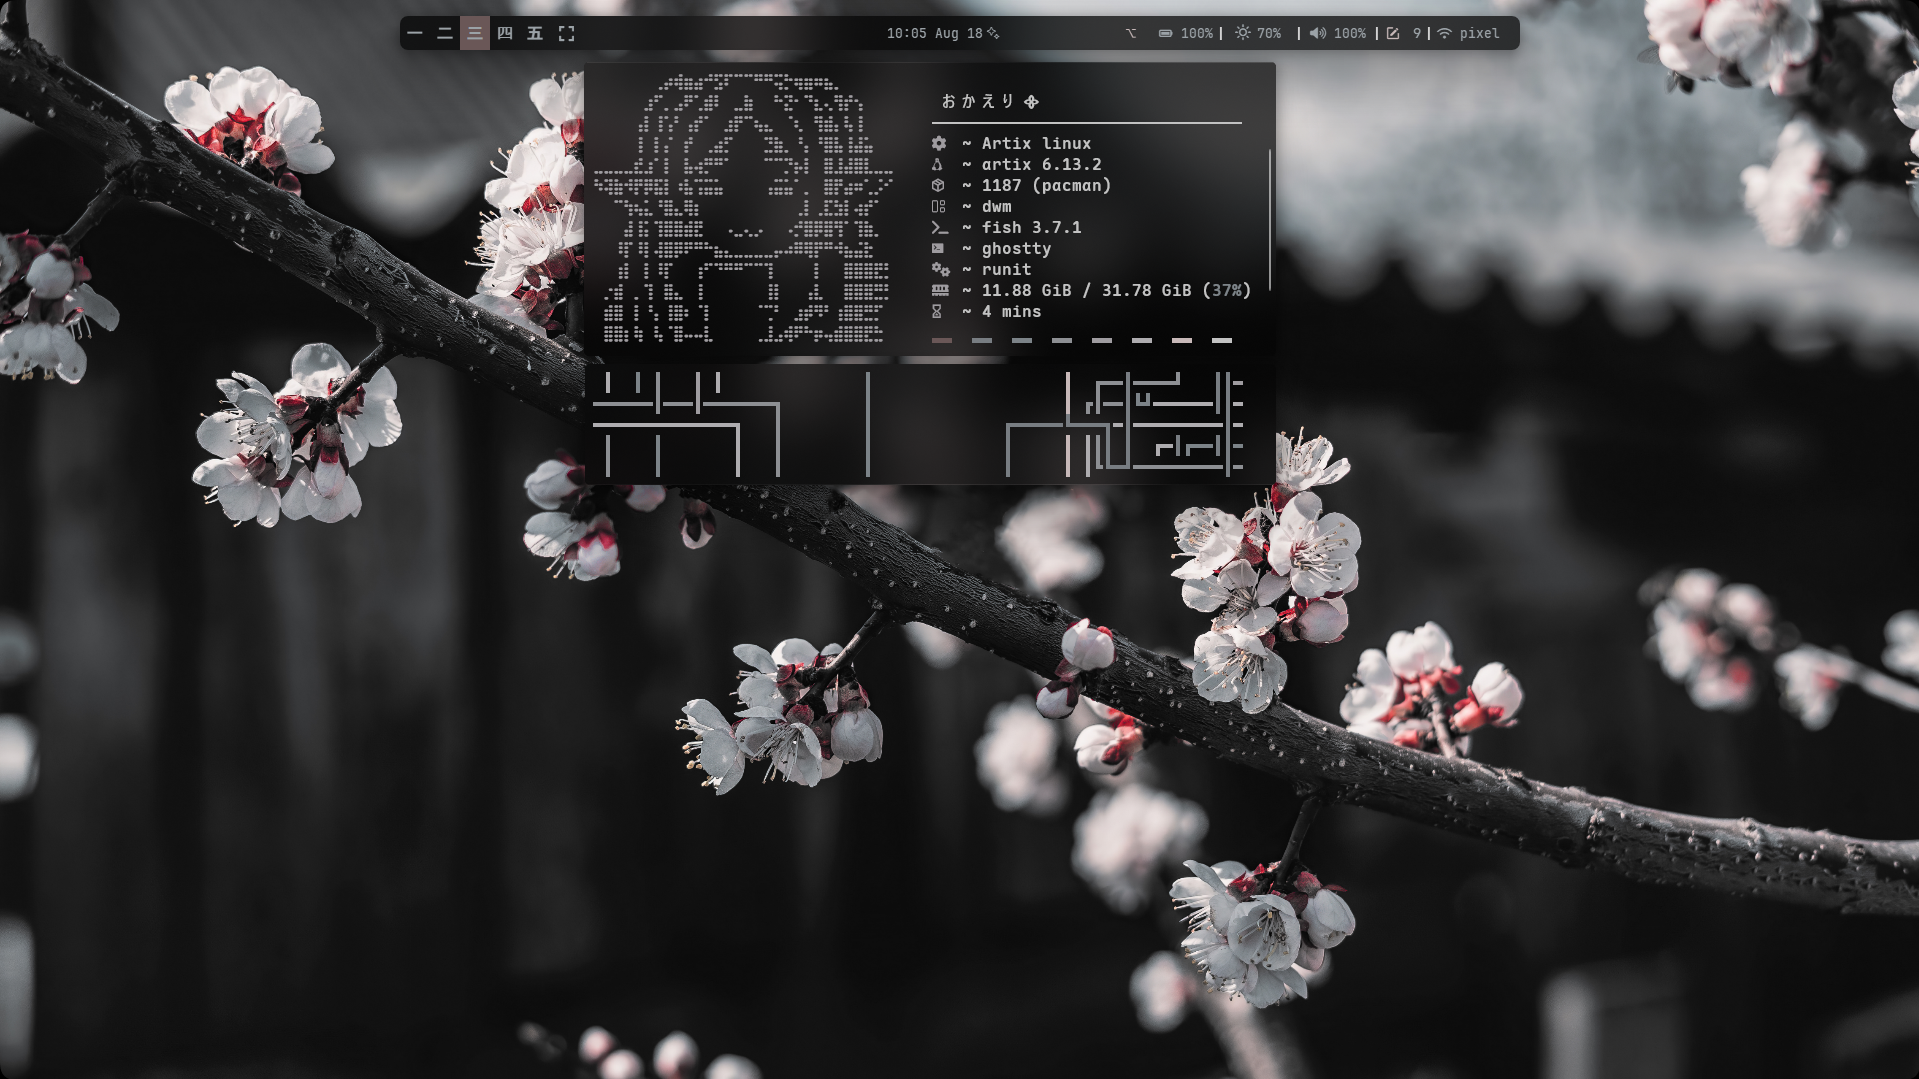 一 二 三 四 五
10:05 Aug 18
100% | 70% | 100% | 9 | pixel
おかえり
~ Artix linux
~ artix 6.13.2
~ 1187 (pacman)
~ dwm
~ fish 3.7.1
~ ghostty
~ runit
~ 11.88 GiB / 31.78 GiB (37%)
~ 4 mins